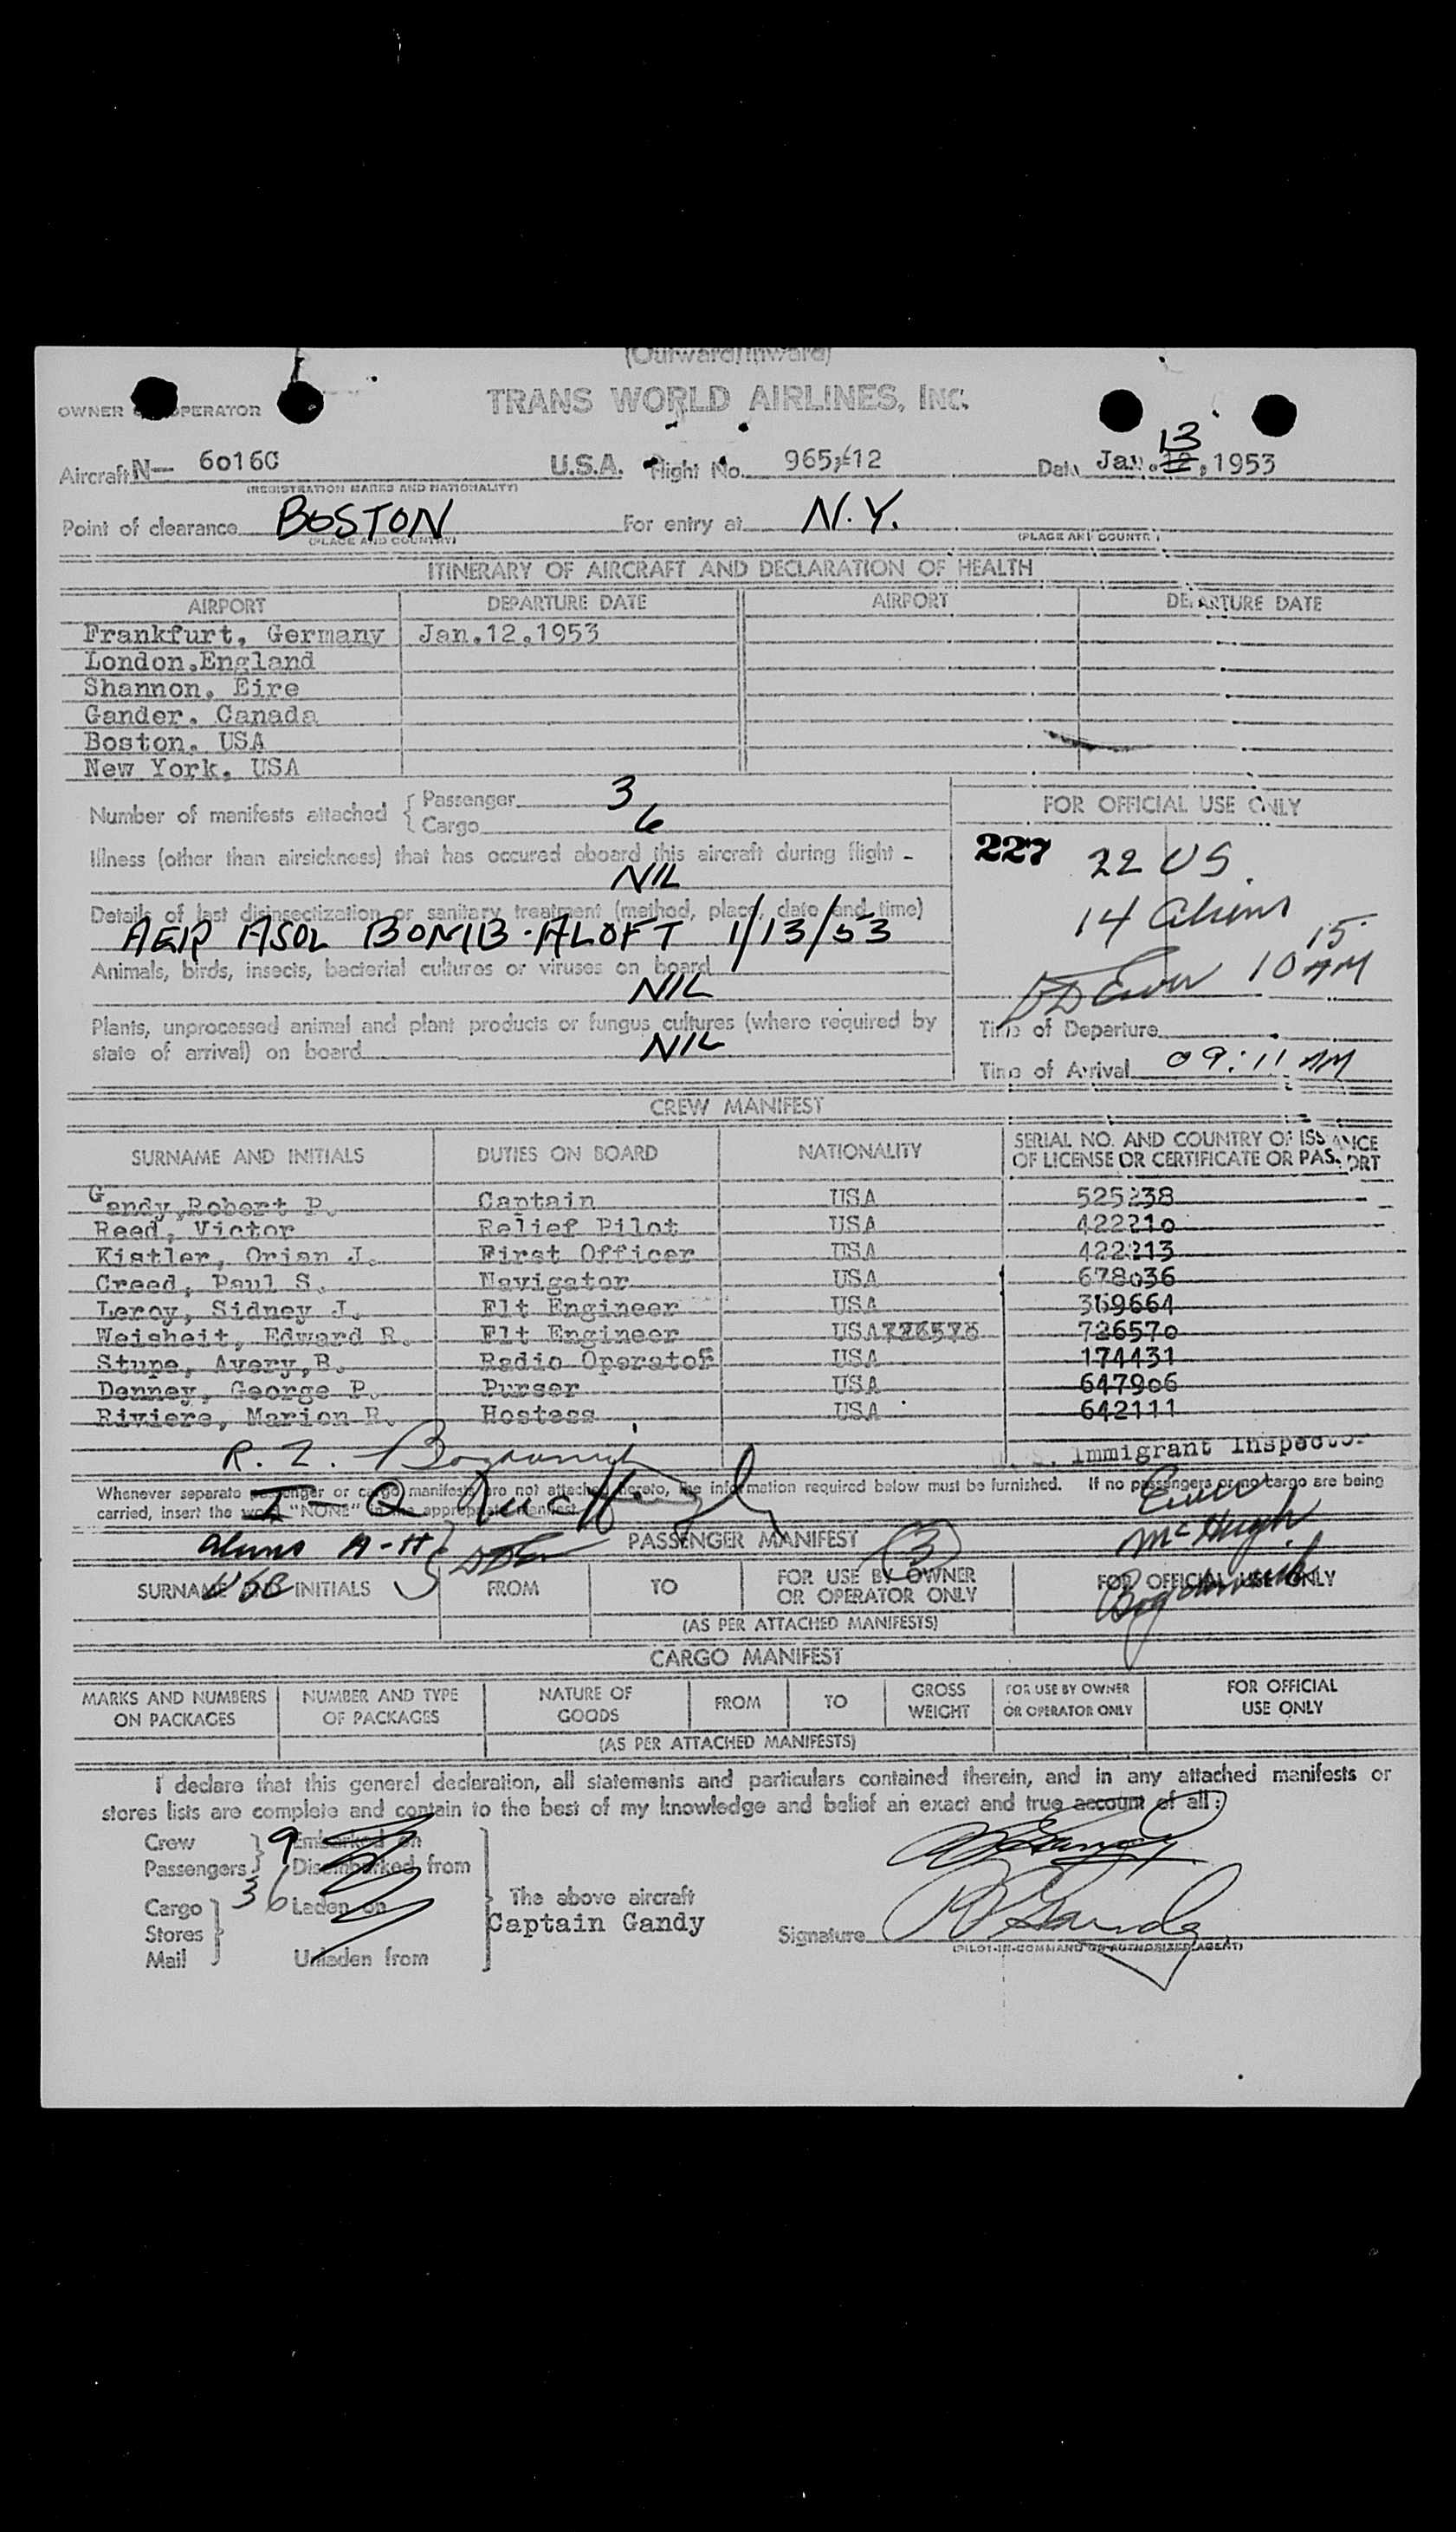 (Outward/Inward)
TRANS WORLD AIRLINES, INC.
OWNER OPERATOR
Aircraft N— 6016C U.S.A. Flight No. 965/-12 Date Jan. 12, 1953
13
(REGISTRATION MARKS AND NATIONALITY)
Point of clearance BOSTON For entry at N.Y.
(PLACE AND COUNTRY) (PLACE AND COUNTRY)
ITINERARY OF AIRCRAFT AND DECLARATION OF HEALTH
AIRPORT DEPARTURE DATE AIRPORT DEPARTURE DATE
Frankfurt, Germany Jan.12,1953
London,England
Shannon, Eire
Gander, Canada
Boston, USA
New York, USA
Number of manifests attached { Passenger 3
Cargo 6
FOR OFFICIAL USE ONLY
Illness (other than airsickness) that has occured aboard this aircraft during flight -
NIL
227 22 US
Details of last disinsectization or sanitary treatment (method, place, date and time)
AER ASOL BOMB-ALOFT 1/13/53
14 Aliens
Animals, birds, insects, bacterial cultures or viruses on board
NIL
10 15 AM
Plants, unprocessed animal and plant products or fungus cultures (where required by
state of arrival) on board NIL
Time of Departure
Time of Arrival 09:11 AM
CREW MANIFEST
SURNAME AND INITIALS DUTIES ON BOARD NATIONALITY SERIAL NO. AND COUNTRY OF ISSUANCE
OF LICENSE OR CERTIFICATE OR PASSPORT
Gandy,Robert P. Captain USA 525238
Reed, Victor Relief Pilot USA 422210
Kistler, Orian J. First Officer USA 422213
Creed, Paul S. Navigator USA 678036
Leroy, Sidney J. Flt Engineer USA 369664
Weisheit, Edward R. Flt Engineer USA 726570 726570
Stupe, Avery,B. Radio Operator USA 174431
Denney, George P. Purser USA 647906
Riviere, Marion R. Hostess USA 642111
Immigrant Inspector
Whenever separate passenger or cargo manifests are not attached hereto, the information required below must be furnished. If no passengers or no cargo are being
carried, insert the word "NONE" in the appropriate manifest.
I-Q McHugh
McHugh
Aliens A-H
PASSENGER MANIFEST
3
USC
SURNAME AND INITIALS FROM TO FOR USE BY OWNER
OR OPERATOR ONLY FOR OFFICIAL USE ONLY
(AS PER ATTACHED MANIFESTS)
CARGO MANIFEST
MARKS AND NUMBERS
ON PACKAGES NUMBER AND TYPE
OF PACKAGES NATURE OF
GOODS FROM TO GROSS
WEIGHT FOR USE BY OWNER
OR OPERATOR ONLY FOR OFFICIAL
USE ONLY
(AS PER ATTACHED MANIFESTS)
I declare that this general declaration, all statements and particulars contained therein, and in any attached manifests or
stores lists are complete and contain to the best of my knowledge and belief an exact and true account of all:
Crew 9 Embarked on
Passengers 36 Disembarked from
Cargo Laden on The above aircraft
Stores Captain Gandy
Mail Unladen from
Signature R P Gandy
(PILOT-IN-COMMAND OR AUTHORIZED AGENT)